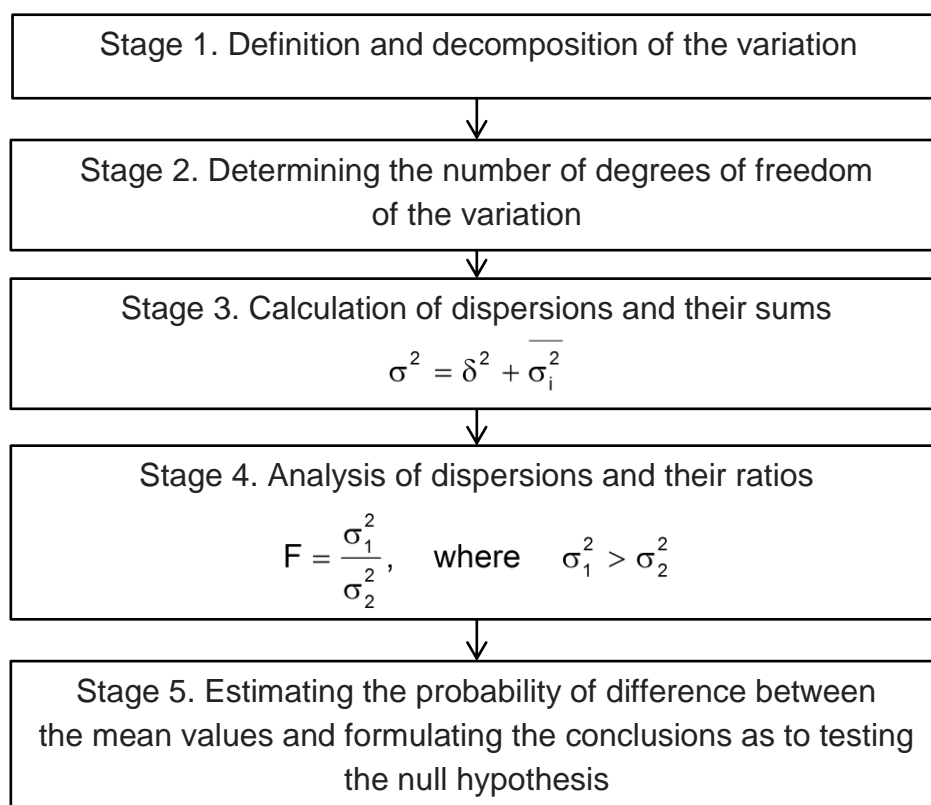 Stage 1. Definition and decomposition of the variation
Stage 2. Determining the number of degrees of freedom
of the variation
Stage 3. Calculation of dispersions and their sums
σ² = δ² + \overline{σ_i²}
Stage 4. Analysis of dispersions and their ratios
F = σ₁²/σ₂², where σ₁² > σ₂²
Stage 5. Estimating the probability of difference between
the mean values and formulating the conclusions as to testing
the null hypothesis